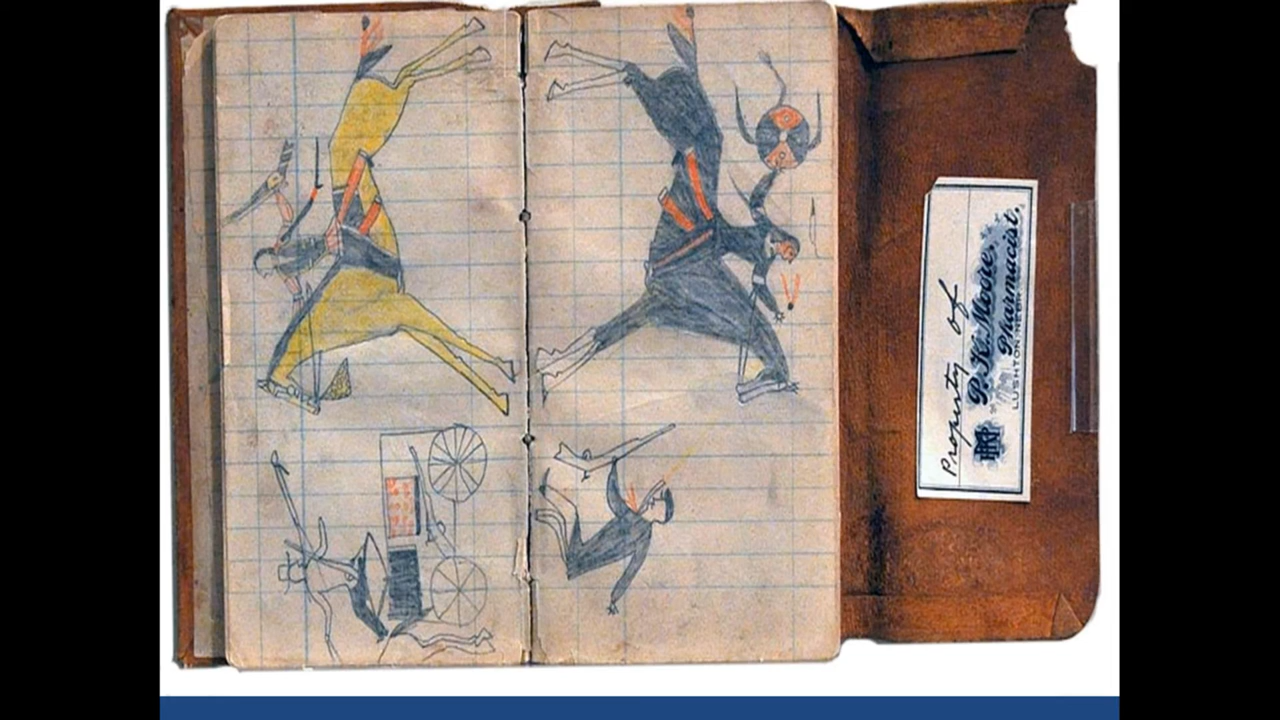 Property of
P. K. Moore,
Pharmacist.
LUSHTON, NEBR